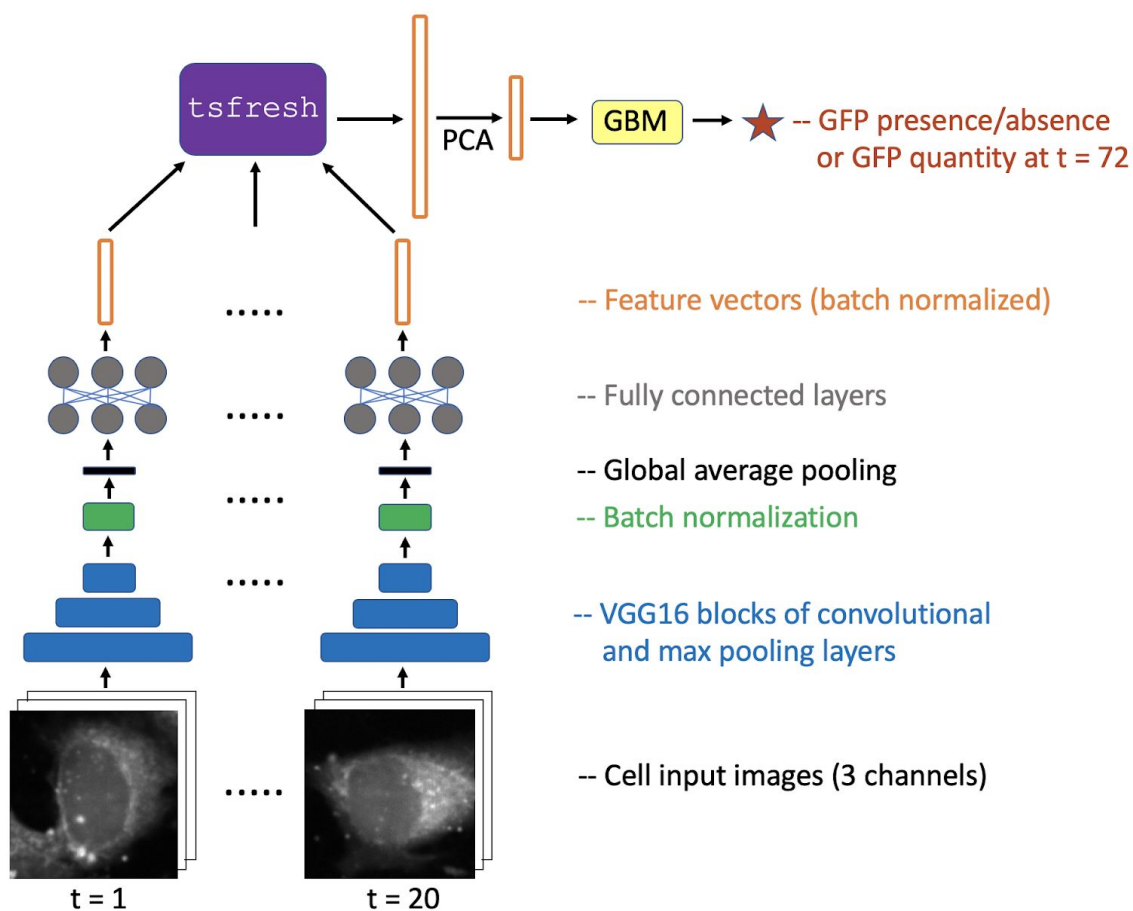 tsfresh
PCA
GBM
-- GFP presence/absence
or GFP quantity at t = 72
-- Feature vectors (batch normalized)
-- Fully connected layers
-- Global average pooling
-- Batch normalization
-- VGG16 blocks of convolutional
and max pooling layers
-- Cell input images (3 channels)
t = 1
t = 20